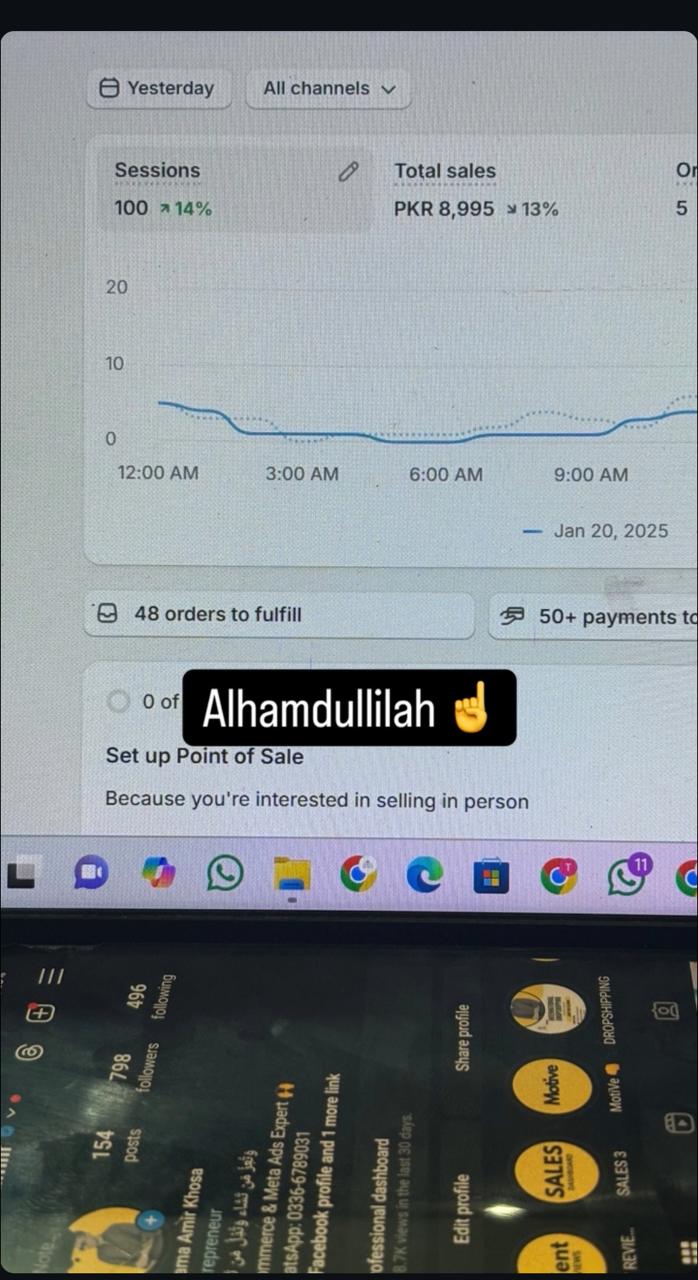 Yesterday
All channels
Sessions
100 ↗ 14%
Total sales
PKR 8,995 ↘ 13%
Or
5
20
10
0
12:00 AM 3:00 AM 6:00 AM 9:00 AM
Jan 20, 2025
48 orders to fulfill
50+ payments to
0 of
Alhamdullilah ☝️
Set up Point of Sale
Because you're interested in selling in person
11
T
154
posts
798
followers
496
following
ama Amir Khosa
repreneur
وَتُعِزُّ مَن تَشَاءُ وَتُذِلُّ مَن
mmerce & Meta Ads Expert
atsApp: 0336-6789031
Facebook profile and 1 more link
ofessional dashboard
8.7K views in the last 30 days.
Edit profile
Share profile
ent
VIEWS
REVIE...
SALES
DASHBOARD
SALES 3
Motive
MotiVe
DROPSHIPPING